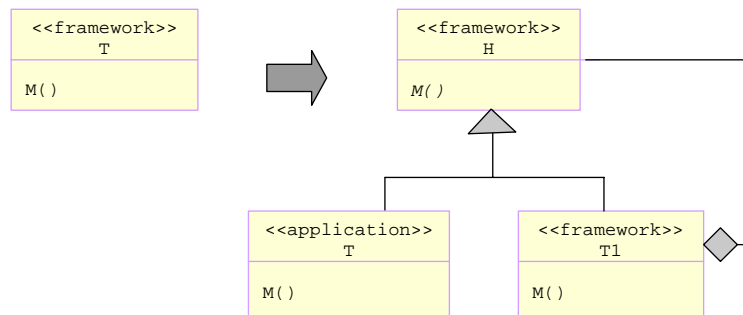 <<framework>>
T
M()
<<framework>>
H
M()
<<application>>
T
M()
<<framework>>
T1
M()